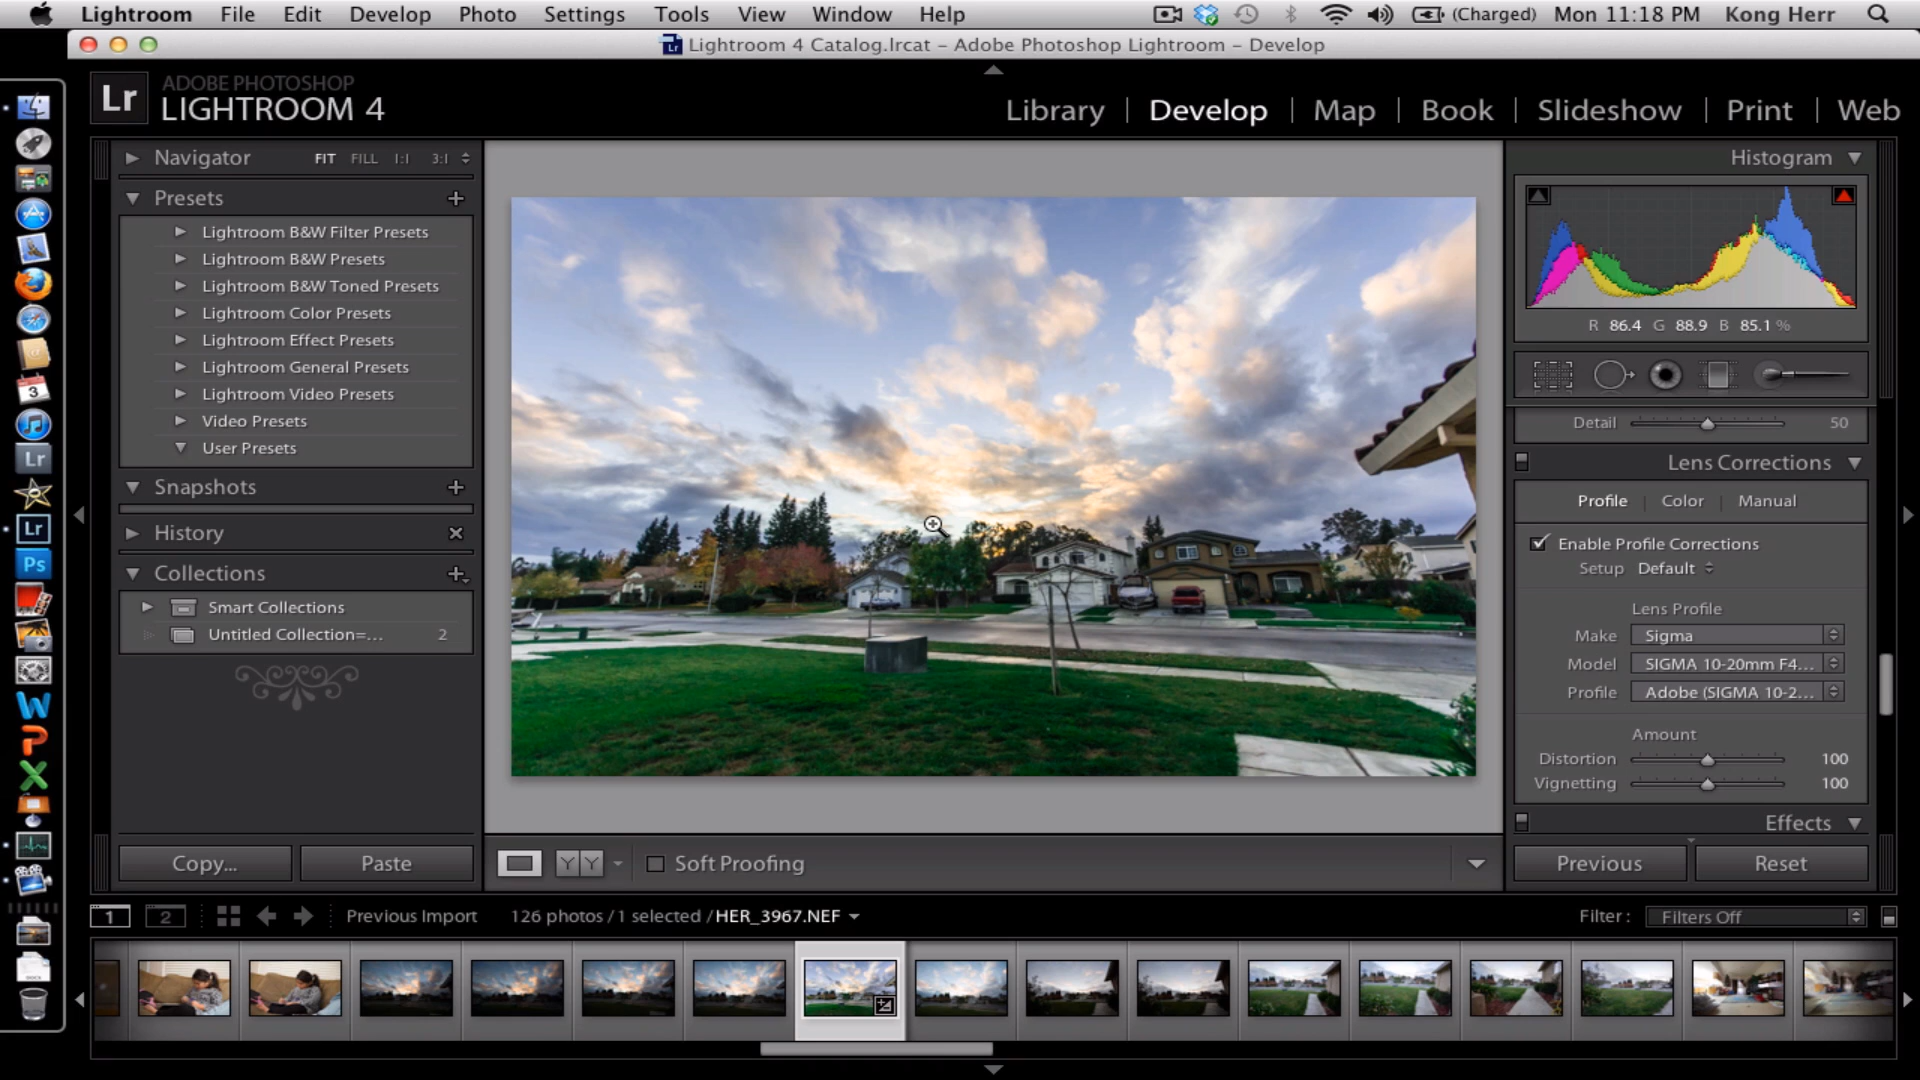 Lightroom File Edit Develop Photo Settings Tools View Window Help (Charged) Mon 11:18 PM Kong Herr
Lightroom 4 Catalog.lrcat – Adobe Photoshop Lightroom – Develop
Lr ADOBE PHOTOSHOP
LIGHTROOM 4
Library | Develop | Map | Book | Slideshow | Print | Web
Navigator FIT FILL 1:1 3:1
Presets +
Lightroom B&W Filter Presets
Lightroom B&W Presets
Lightroom B&W Toned Presets
Lightroom Color Presets
Lightroom Effect Presets
Lightroom General Presets
Lightroom Video Presets
Video Presets
User Presets
Snapshots +
History ×
Collections +
Smart Collections
Untitled Collection=... 2
Copy... Paste
Histogram
R 86.4 G 88.9 B 85.1 %
Detail 50
Lens Corrections
Profile | Color | Manual
Enable Profile Corrections
Setup Default
Lens Profile
Make Sigma
Model SIGMA 10-20mm F4...
Profile Adobe (SIGMA 10-2...
Amount
Distortion 100
Vignetting 100
Effects
Previous Reset
YY Soft Proofing
1 2 Previous Import 126 photos / 1 selected / HER_3967.NEF Filter : Filters Off
3
Lr
Lr
Ps
W
P
X